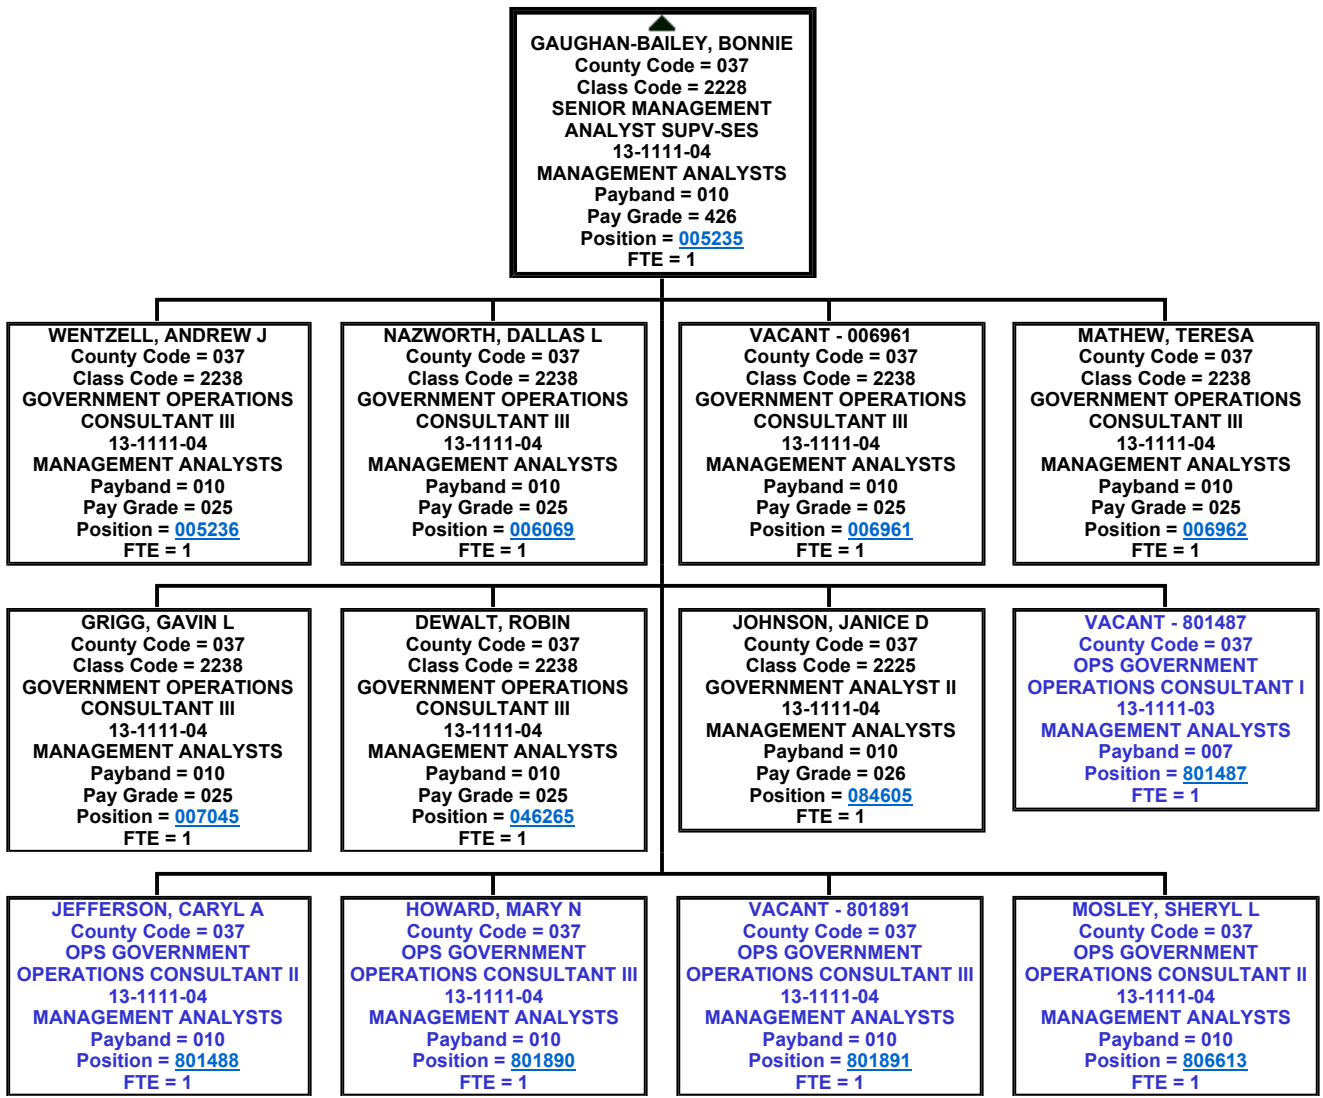 GAUGHAN-BAILEY, BONNIE
County Code = 037
Class Code = 2228
SENIOR MANAGEMENT
ANALYST SUPV-SES
13-1111-04
MANAGEMENT ANALYSTS
Payband = 010
Pay Grade = 426
Position = 005235
FTE = 1
WENTZELL, ANDREW J
County Code = 037
Class Code = 2238
GOVERNMENT OPERATIONS
CONSULTANT III
13-1111-04
MANAGEMENT ANALYSTS
Payband = 010
Pay Grade = 025
Position = 005236
FTE = 1
NAZWORTH, DALLAS L
County Code = 037
Class Code = 2238
GOVERNMENT OPERATIONS
CONSULTANT III
13-1111-04
MANAGEMENT ANALYSTS
Payband = 010
Pay Grade = 025
Position = 006069
FTE = 1
VACANT - 006961
County Code = 037
Class Code = 2238
GOVERNMENT OPERATIONS
CONSULTANT III
13-1111-04
MANAGEMENT ANALYSTS
Payband = 010
Pay Grade = 025
Position = 006961
FTE = 1
MATHEW, TERESA
County Code = 037
Class Code = 2238
GOVERNMENT OPERATIONS
CONSULTANT III
13-1111-04
MANAGEMENT ANALYSTS
Payband = 010
Pay Grade = 025
Position = 006962
FTE = 1
GRIGG, GAVIN L
County Code = 037
Class Code = 2238
GOVERNMENT OPERATIONS
CONSULTANT III
13-1111-04
MANAGEMENT ANALYSTS
Payband = 010
Pay Grade = 025
Position = 007045
FTE = 1
DEWALT, ROBIN
County Code = 037
Class Code = 2238
GOVERNMENT OPERATIONS
CONSULTANT III
13-1111-04
MANAGEMENT ANALYSTS
Payband = 010
Pay Grade = 025
Position = 046265
FTE = 1
JOHNSON, JANICE D
County Code = 037
Class Code = 2225
GOVERNMENT ANALYST II
13-1111-04
MANAGEMENT ANALYSTS
Payband = 010
Pay Grade = 026
Position = 084605
FTE = 1
VACANT - 801487
County Code = 037
OPS GOVERNMENT
OPERATIONS CONSULTANT I
13-1111-03
MANAGEMENT ANALYSTS
Payband = 007
Position = 801487
FTE = 1
JEFFERSON, CARYL A
County Code = 037
OPS GOVERNMENT
OPERATIONS CONSULTANT II
13-1111-04
MANAGEMENT ANALYSTS
Payband = 010
Position = 801488
FTE = 1
HOWARD, MARY N
County Code = 037
OPS GOVERNMENT
OPERATIONS CONSULTANT III
13-1111-04
MANAGEMENT ANALYSTS
Payband = 010
Position = 801890
FTE = 1
VACANT - 801891
County Code = 037
OPS GOVERNMENT
OPERATIONS CONSULTANT III
13-1111-04
MANAGEMENT ANALYSTS
Payband = 010
Position = 801891
FTE = 1
MOSLEY, SHERYL L
County Code = 037
OPS GOVERNMENT
OPERATIONS CONSULTANT II
13-1111-04
MANAGEMENT ANALYSTS
Payband = 010
Position = 806613
FTE = 1